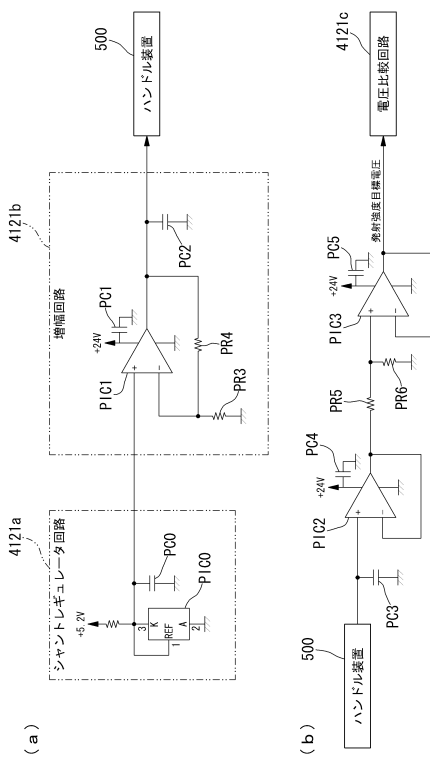 (a)
4121a
シャントレギュレータ回路
+5.2V
3
K
REF
1
A
2
PC0
PIC0
4121b
増幅回路
+24V
PC1
PIC1
+
-
PR4
PR3
PC2
500
ハンドル装置
(b)
500
ハンドル装置
PC3
PIC2
+24V
PC4
+
-
PR5
PR6
PIC3
+24V
PC5
+
-
発射強度目標電圧
4121c
電圧比較回路